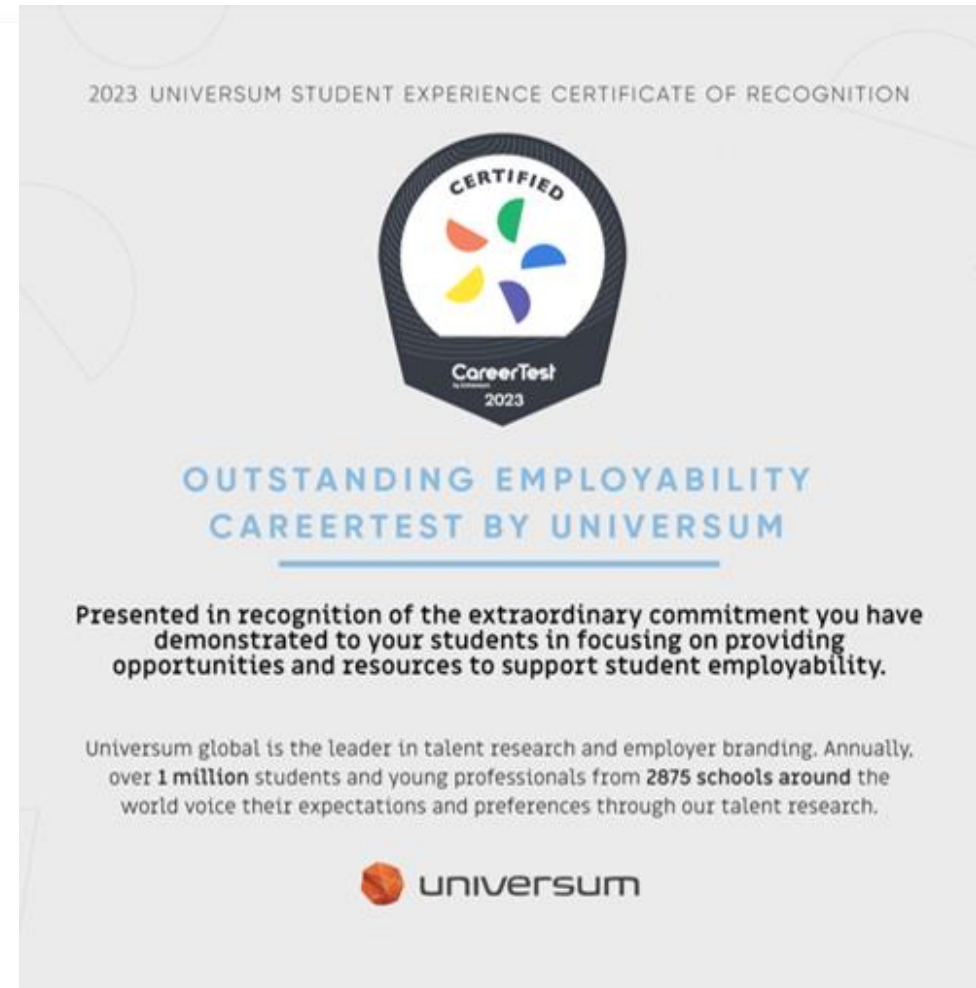 2023 UNIVERSUM STUDENT EXPERIENCE CERTIFICATE OF RECOGNITION
CERTIFIED
CareerTest
by Universum
2023
OUTSTANDING EMPLOYABILITY
CAREERTEST BY UNIVERSUM
Presented in recognition of the extraordinary commitment you have
demonstrated to your students in focusing on providing
opportunities and resources to support student employability.
Universum global is the leader in talent research and employer branding. Annually,
over 1 million students and young professionals from 2875 schools around the
world voice their expectations and preferences through our talent research.
universum